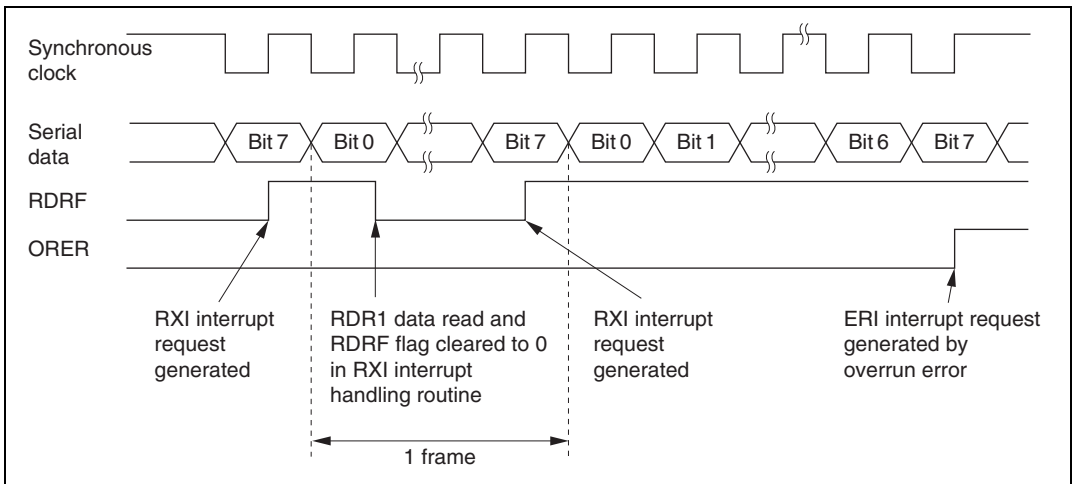 Synchronous
clock
Serial
data
Bit 7
Bit 0
Bit 7
Bit 0
Bit 1
Bit 6
Bit 7
RDRF
ORER
RXI interrupt
request
generated
RDR1 data read and
RDRF flag cleared to 0
in RXI interrupt
handling routine
RXI interrupt
request
generated
ERI interrupt request
generated by
overrun error
1 frame